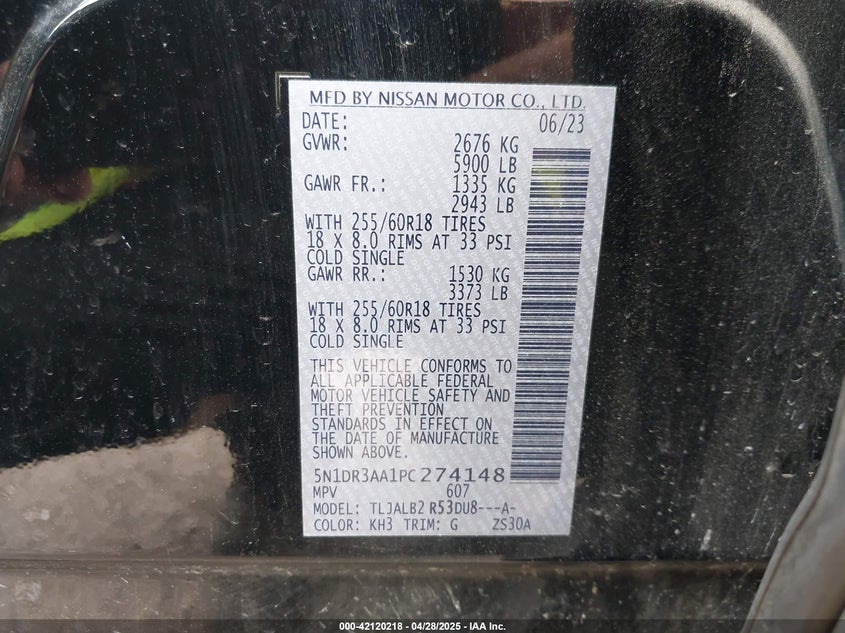 MFD BY NISSAN MOTOR CO., LTD.
DATE: 06/23
GVWR: 2676 KG
5900 LB
GAWR FR.: 1335 KG
2943 LB
WITH 255/60R18 TIRES
18 X 8.0 RIMS AT 33 PSI
COLD SINGLE
GAWR RR.: 1530 KG
3373 LB
WITH 255/60R18 TIRES
18 X 8.0 RIMS AT 33 PSI
COLD SINGLE
THIS VEHICLE CONFORMS TO
ALL APPLICABLE FEDERAL
MOTOR VEHICLE SAFETY AND
THEFT PREVENTION
STANDARDS IN EFFECT ON
THE DATE OF MANUFACTURE
SHOWN ABOVE.
5N1DR3AA1PC274148
MPV 607
MODEL: TLJALB2 R53DU8---A-
COLOR: KH3 TRIM: G ZS30A
000-42120218 - 04/28/2025 - IAA Inc.